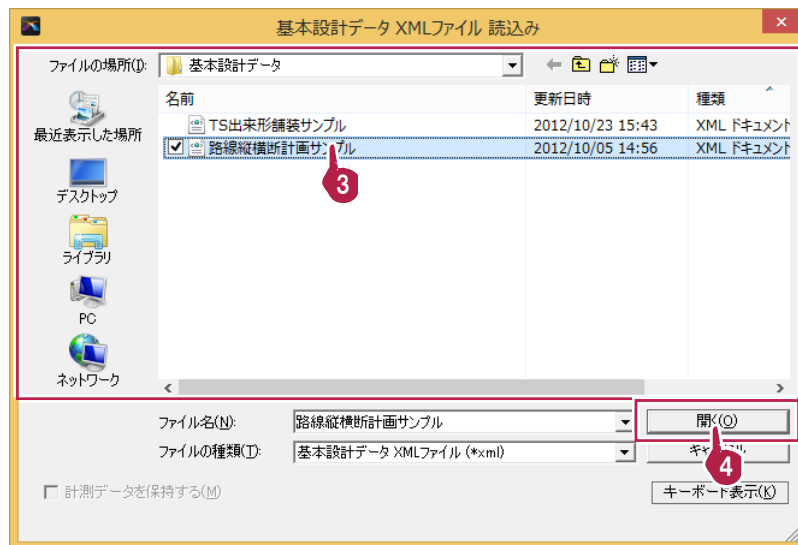 基本設計データ XMLファイル 読込み
ファイルの場所(I): 基本設計データ
名前 更新日時 種類
TS出来形舗装サンプル 2012/10/23 15:43 XML ドキュメント
路線縦横断計画サンプル 2012/10/05 14:56 XML ドキュメント
3
最近表示した場所
デスクトップ
ライブラリ
PC
ネットワーク
ファイル名(N): 路線縦横断計画サンプル 開く(O)
ファイルの種類(T): 基本設計データ XMLファイル (*xml)
4
計測データを保持する(M) キーボード表示(K)